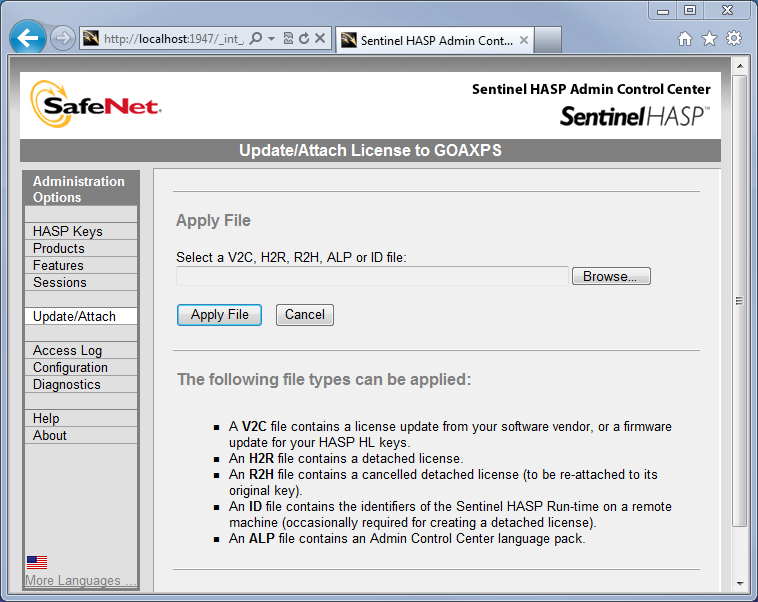 http://localhost:1947/_int_
Sentinel HASP Admin Cont...
SafeNet.
Sentinel HASP Admin Control Center
SentinelHASP™
Update/Attach License to GOAXPS
Administration
Options
HASP Keys
Products
Features
Sessions
Update/Attach
Access Log
Configuration
Diagnostics
Help
About
More Languages ...
Apply File
Select a V2C, H2R, R2H, ALP or ID file:
Browse...
Apply File
Cancel
The following file types can be applied:
A V2C file contains a license update from your software vendor, or a firmware
update for your HASP HL keys.
An H2R file contains a detached license.
An R2H file contains a cancelled detached license (to be re-attached to its
original key).
An ID file contains the identifiers of the Sentinel HASP Run-time on a remote
machine (occasionally required for creating a detached license).
An ALP file contains an Admin Control Center language pack.